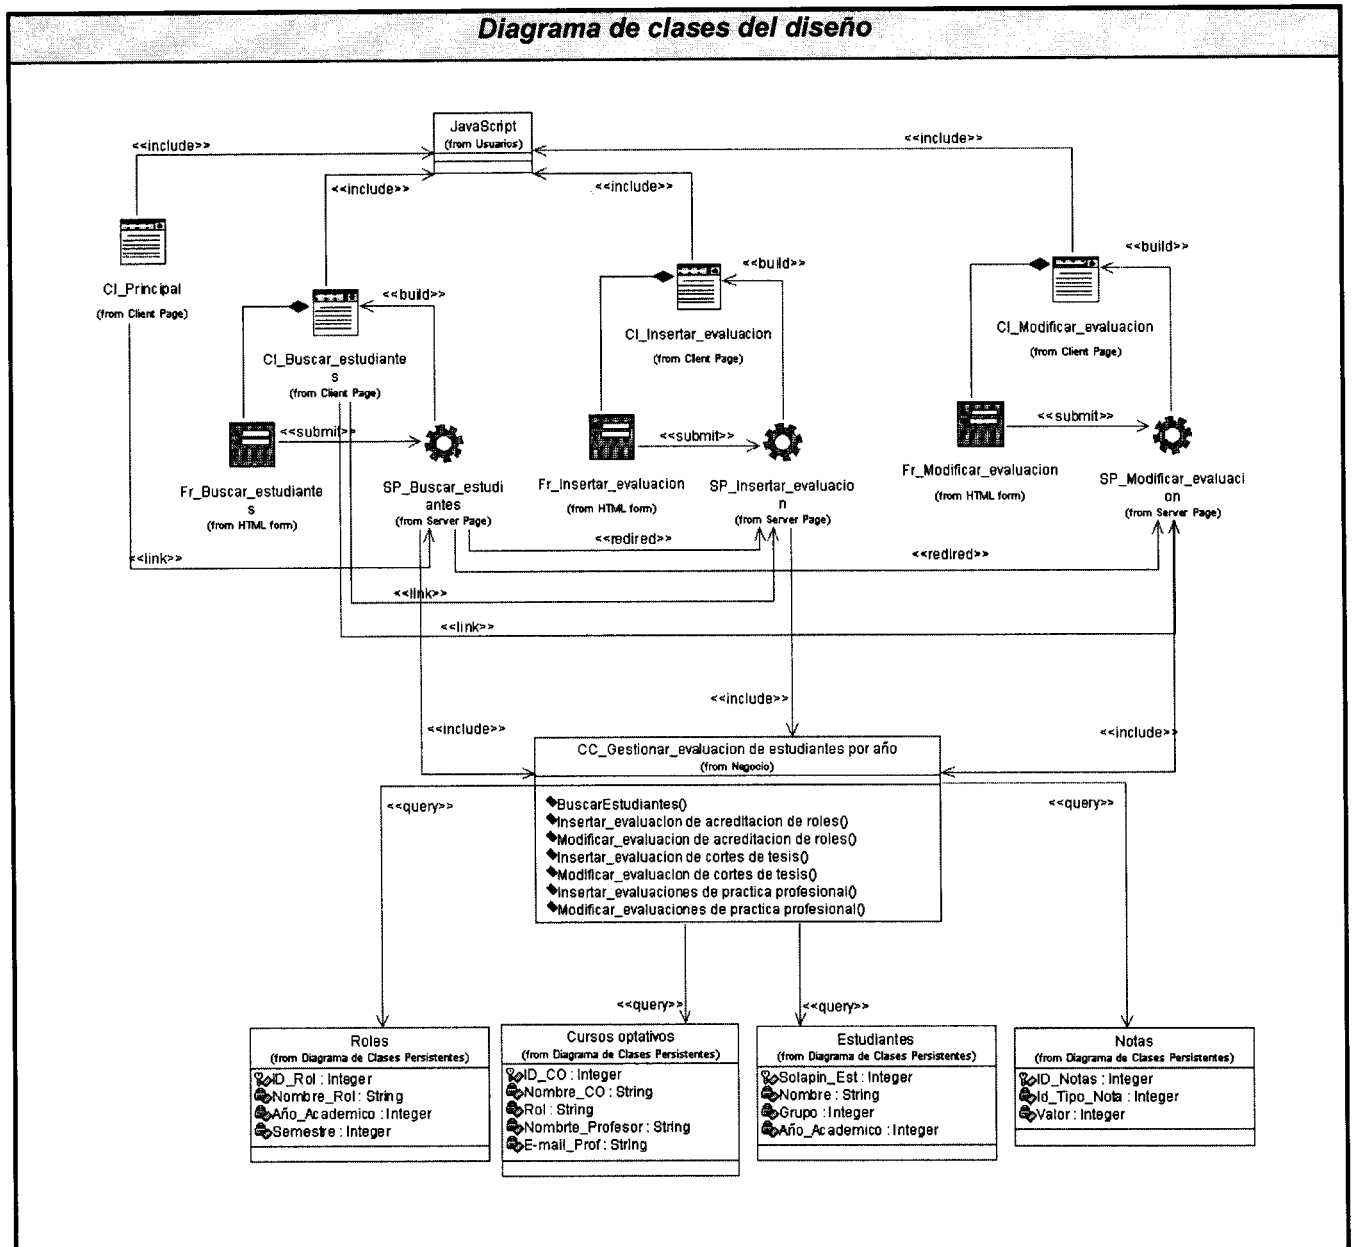 Diagrama de clases del diseño
JavaScript
(from Usuarios)
<<include>>
<<include>>
<<include>>
<<include>>
Cl_Principal
(from Client Page)
<<build>>
Cl_Buscar_estudiante
s
(from Client Page)
<<build>>
Cl_Insertar_evaluacion
(from Client Page)
<<build>>
Cl_Modificar_evaluacion
(from Client Page)
<<submit>>
<<submit>>
<<submit>>
Fr_Buscar_estudiante
s
(from HTML form)
SP_Buscar_estudi
antes
(from Server Page)
Fr_Insertar_evaluacion
(from HTML form)
SP_Insertar_evaluacio
n
(from Server Page)
Fr_Modificar_evaluacion
(from HTML form)
SP_Modificar_evaluaci
on
(from Server Page)
<<link>>
<<redired>>
<<redired>>
<<link>>
<<link>>
<<include>>
<<include>>
<<include>>
CC_Gestionar_evaluacion de estudiantes por año
(from Negocio)
BuscarEstudiantes()
Insertar_evaluacion de acreditacion de roles()
Modificar_evaluacion de acreditacion de roles()
Insertar_evaluacion de cortes de tesis()
Modificar_evaluacion de cortes de tesis()
Insertar_evaluaciones de practica profesional()
Modificar_evaluaciones de practica profesional()
<<query>>
<<query>>
<<query>>
<<query>>
Roles
(from Diagrama de Clases Persistentes)
ID_Rol : Integer
Nombre_Rol : String
Año_Academico : Integer
Semestre : Integer
Cursos optativos
(from Diagrama de Clases Persistentes)
ID_CO : Integer
Nombre_CO : String
Rol : String
Nombrte_Profesor : String
E-mail_Prof : String
Estudiantes
(from Diagrama de Clases Persistentes)
Solapin_Est : Integer
Nombre : String
Grupo : Integer
Año_Academico : Integer
Notas
(from Diagrama de Clases Persistentes)
ID_Notas : Integer
Id_Tipo_Nota : Integer
Valor : Integer